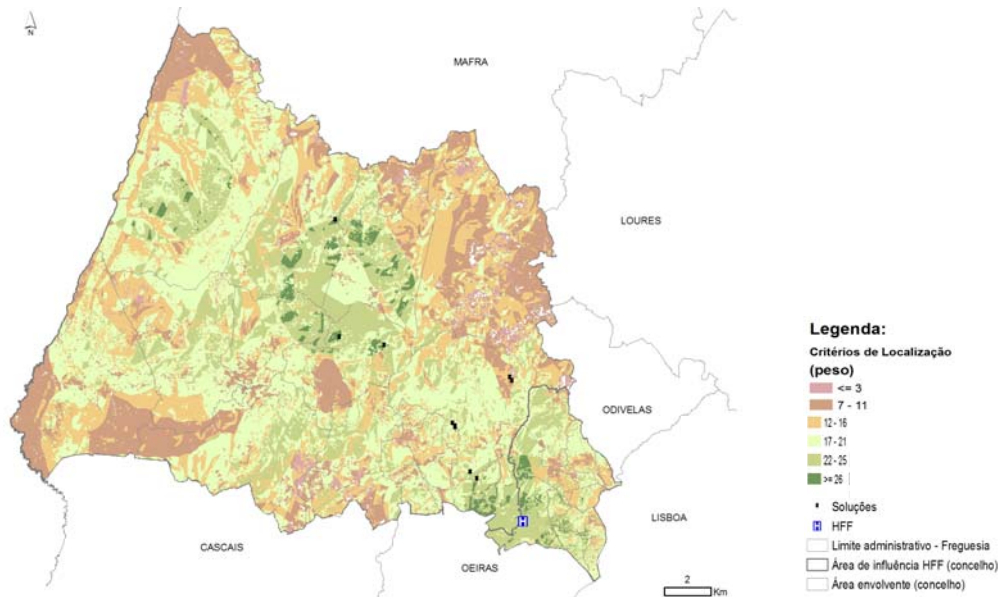 N
MAFRA
LOURES
ODIVELAS
LISBOA
CASCAIS
OEIRAS
H
2
Km
Legenda:
Critérios de Localização
(peso)
<= 3
7 - 11
12 - 16
17 - 21
22 - 25
>= 26
Soluções
H HFF
Limite administrativo - Freguesia
Área de influência HFF (concelho)
Área envolvente (concelho)